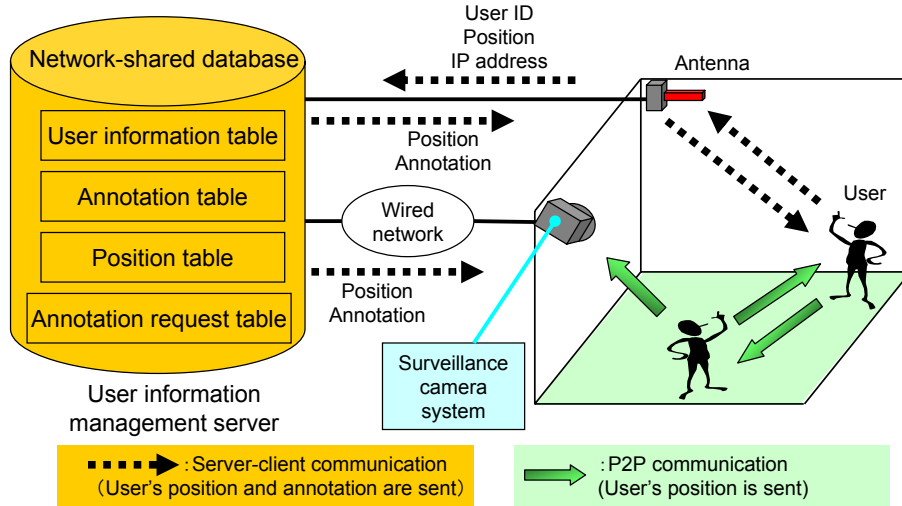 User ID
Position
IP address
Network-shared database
Antenna
User information table
Position
Annotation
Annotation table
User
Wired
network
Position table
Position
Annotation
Annotation request table
Surveillance
camera
system
User information
management server
: Server-client communication
(User's position and annotation are sent)
: P2P communication
(User's position is sent)